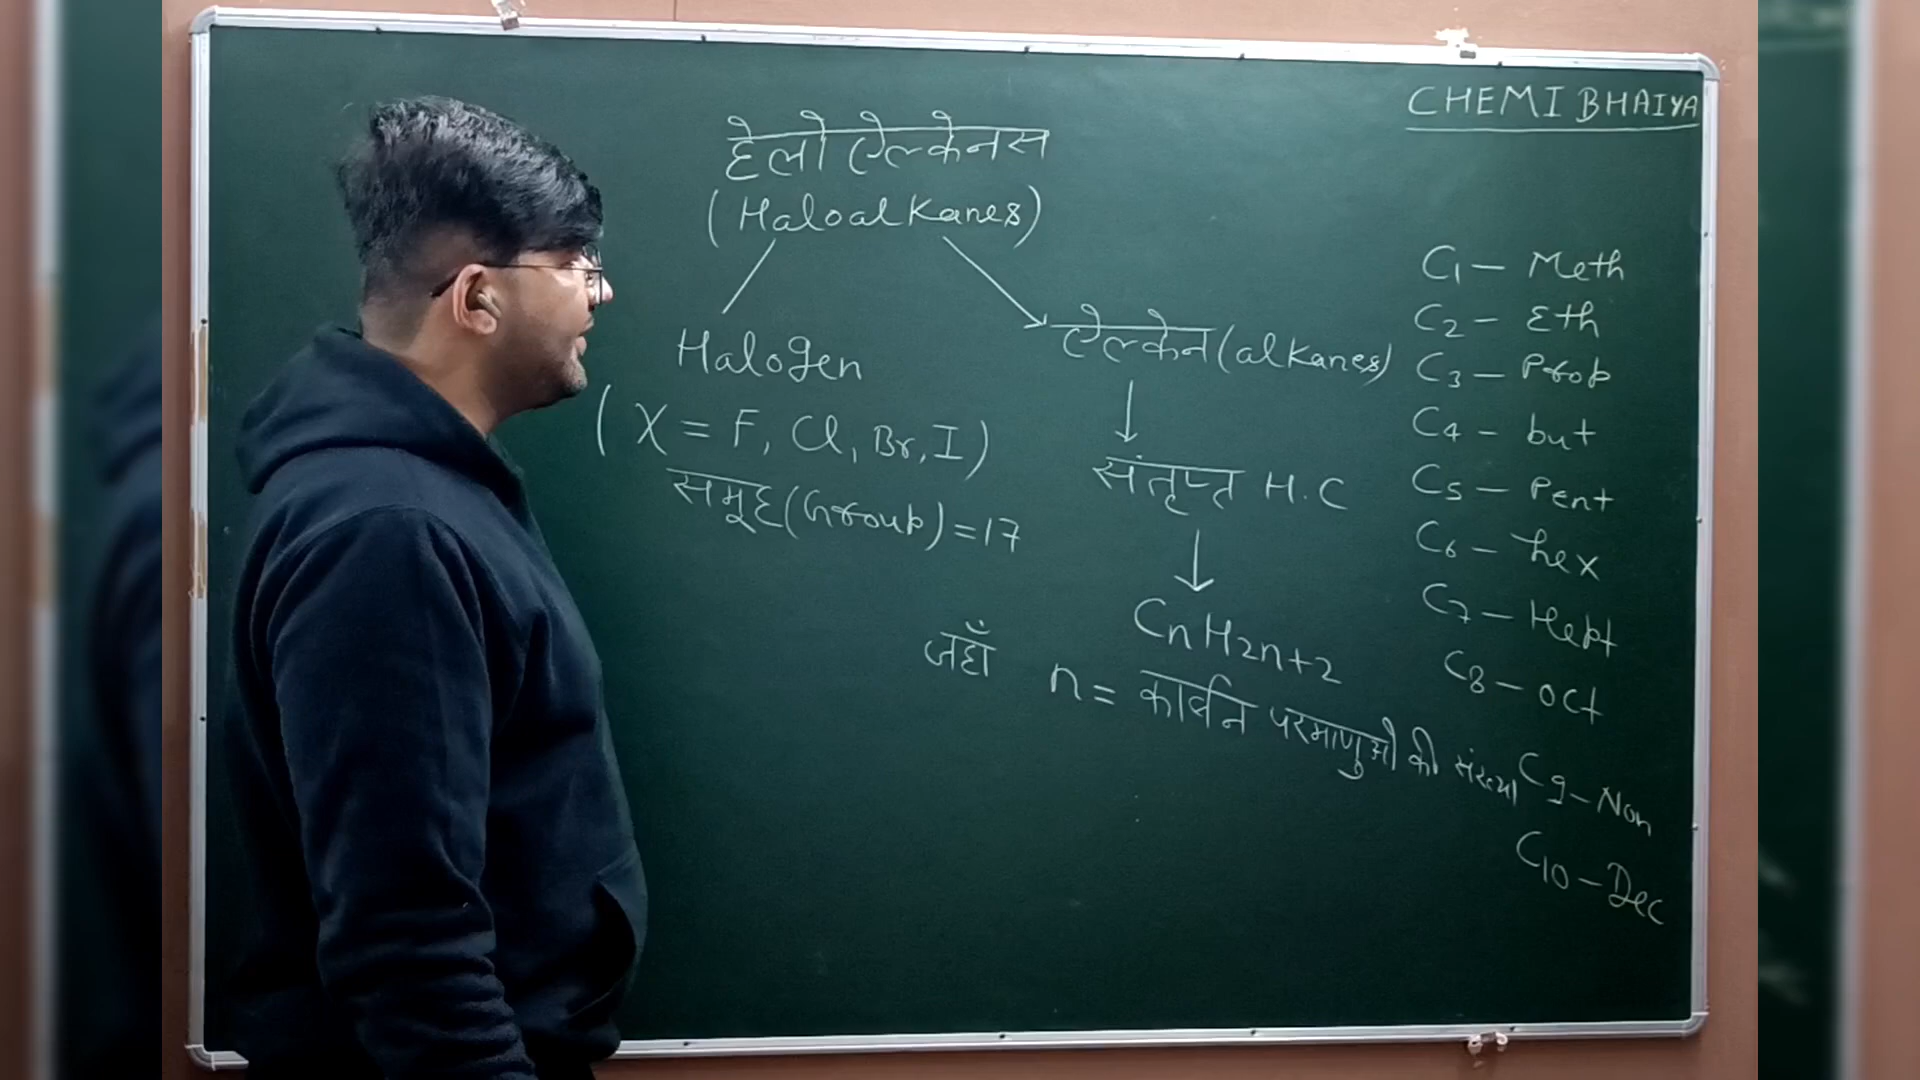 CHEMI BHAIYA
हेलो ऐल्केनस
(Haloalkanes)
Halogen
(X = F, Cl, Br, I)
समूह (Group) = 17
ऐल्केन (alkanes)
संतृप्त H.C
CnH2n+2
जहाँ n = कार्बन परमाणुओ की संख्या
C1 – Meth
C2 – Eth
C3 – Prop
C4 – but
C5 – Pent
C6 – hex
C7 – Hept
C8 – oct
C9 – Non
C10 – Dec